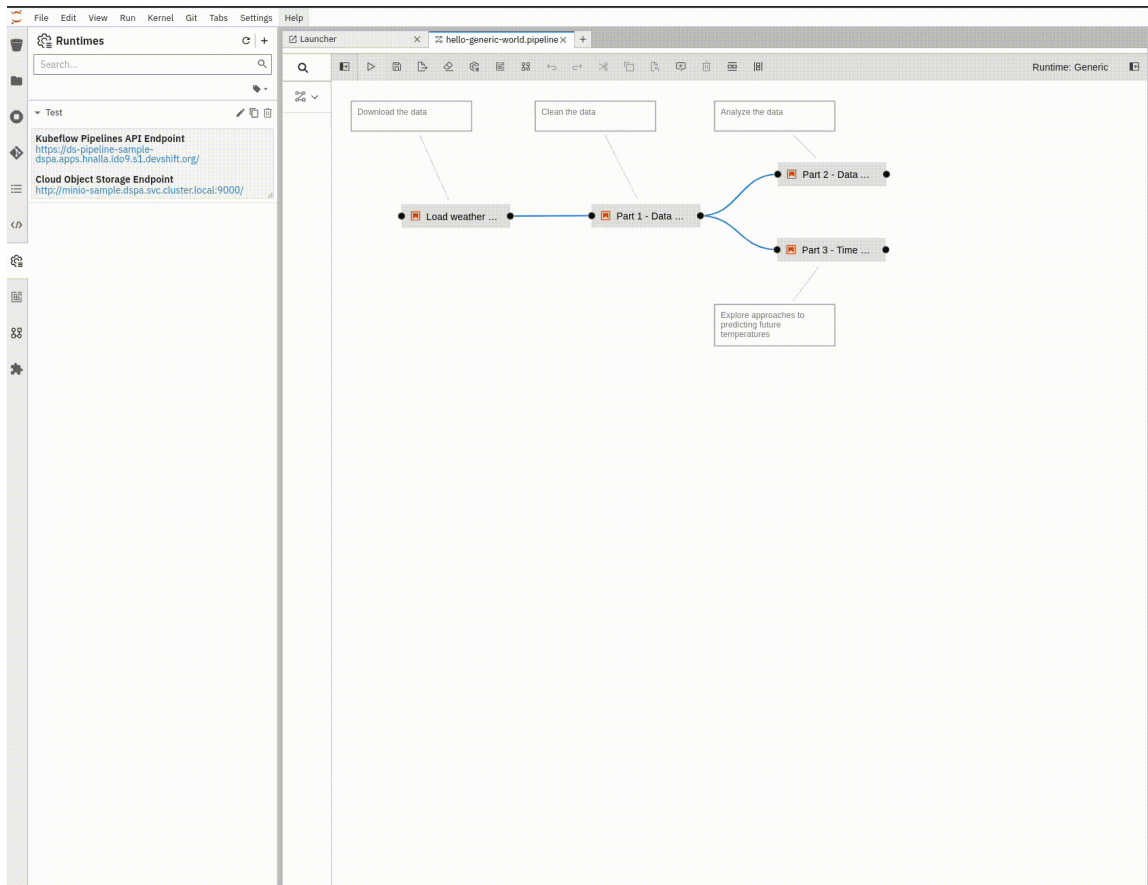 File Edit View Run Kernel Git Tabs Settings Help
Runtimes
Search...
Test
Kubeflow Pipelines API Endpoint
https://ds-pipeline-sample-
dspa.apps.hnalla.ldo9.s1.devshift.org/
Cloud Object Storage Endpoint
http://minio-sample.dspa.svc.cluster.local:9000/
Launcher
hello-generic-world.pipeline
Runtime: Generic
Download the data
Clean the data
Analyze the data
Load weather ...
Part 1 - Data ...
Part 2 - Data ...
Part 3 - Time ...
Explore approaches to
predicting future
temperatures